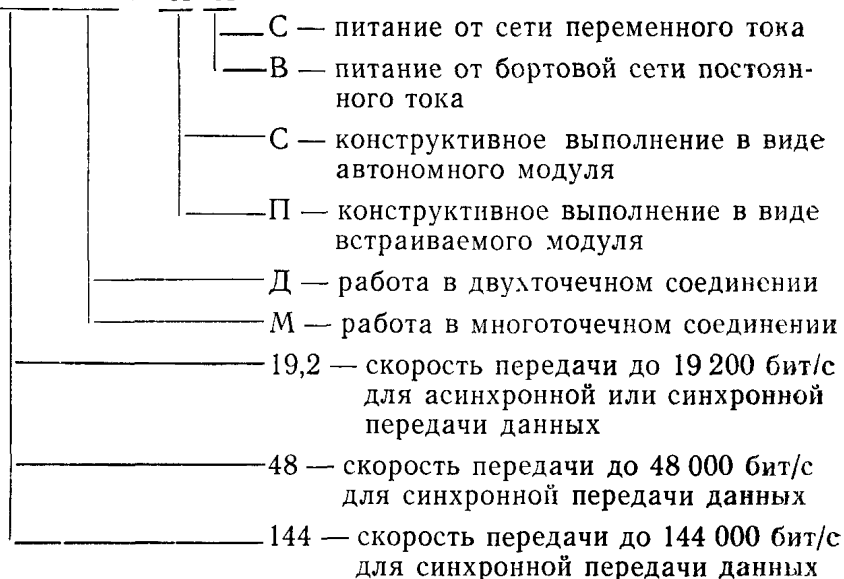 С — питание от сети переменного тока
В — питание от бортовой сети постоян-
ного тока
С — конструктивное выполнение в виде
автономного модуля
П — конструктивное выполнение в виде
встраиваемого модуля
Д — работа в двухточечном соединении
М — работа в многоточечном соединении
19,2 — скорость передачи до 19 200 бит/с
для асинхронной или синхронной
передачи данных
48 — скорость передачи до 48 000 бит/с
для синхронной передачи данных
144 — скорость передачи до 144 000 бит/с
для синхронной передачи данных